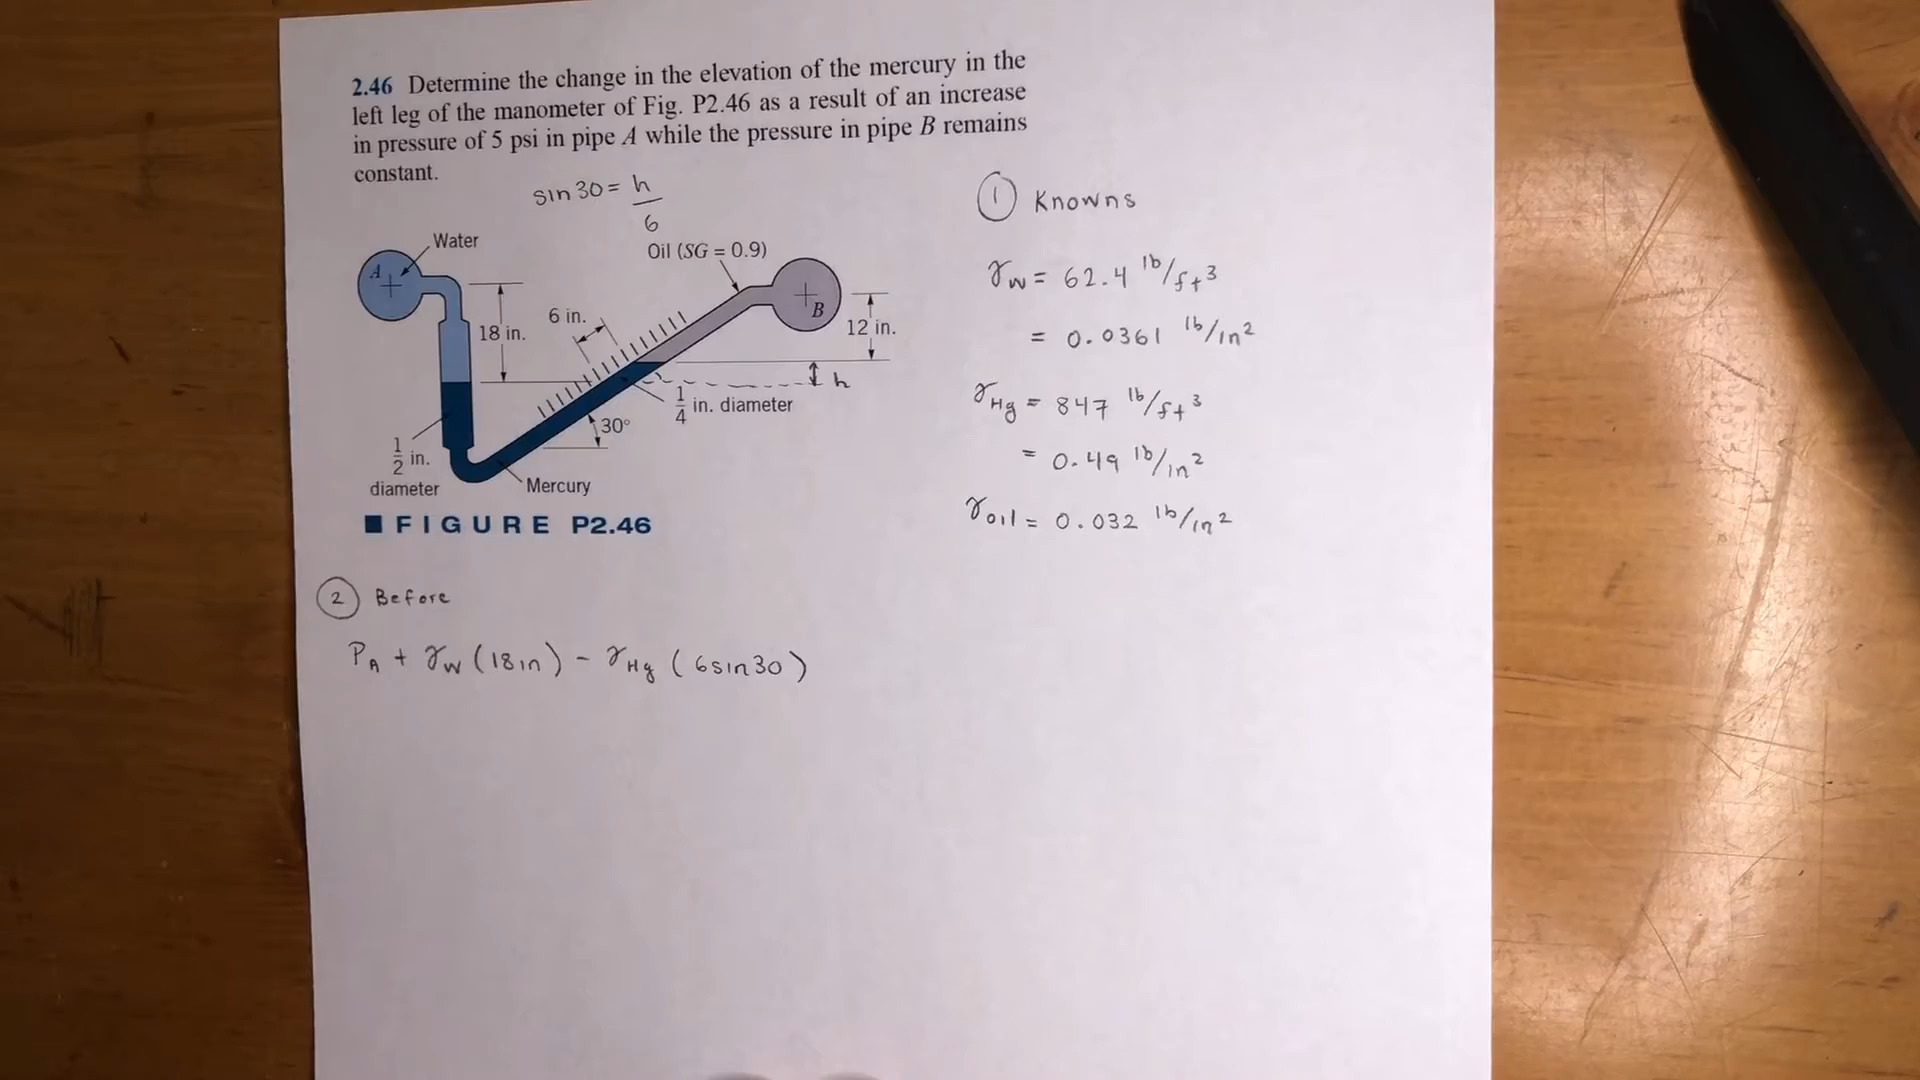 2.46 Determine the change in the elevation of the mercury in the
left leg of the manometer of Fig. P2.46 as a result of an increase
in pressure of 5 psi in pipe A while the pressure in pipe B remains
constant.
sin 30 = h/6
Water
A
18 in.
6 in.
Oil (SG = 0.9)
B
12 in.
h
1/4 in. diameter
30°
1/2 in.
diameter
Mercury
■ FIGURE P2.46
① Knowns
γw = 62.4 lb/ft³
= 0.0361 lb/in²
γHg = 847 lb/ft³
= 0.49 lb/in²
γoil = 0.032 lb/in²
② Before
PA + γw (18in) - γHg (6sin30)